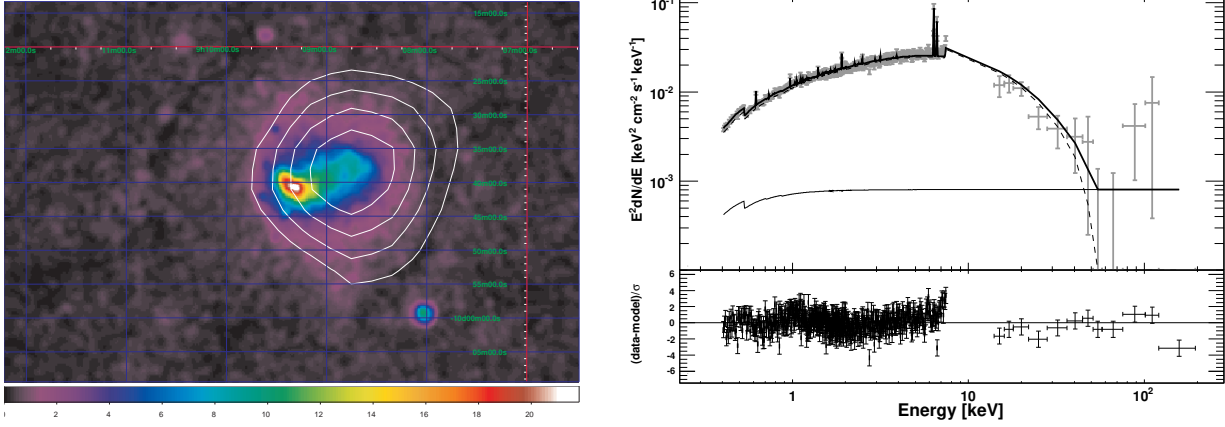 15m00.0s
2m00.0s
11m00.0s
9h10m00.0s
09m00.0s
08m00.0s
07m00.0s
25m00.0s
30m00.0s
35m00.0s
40m00.0s
45m00.0s
50m00.0s
55m00.0s
-10d00m00.0s
05m00.0s
2 4 6 8 10 12 14 16 18 20
10⁻¹
10⁻²
10⁻³
E²dN/dE [keV² cm⁻² s⁻¹ keV⁻¹]
6
4
2
0
-2
-4
-6
(data-model)/σ
1 10 10²
Energy [keV]